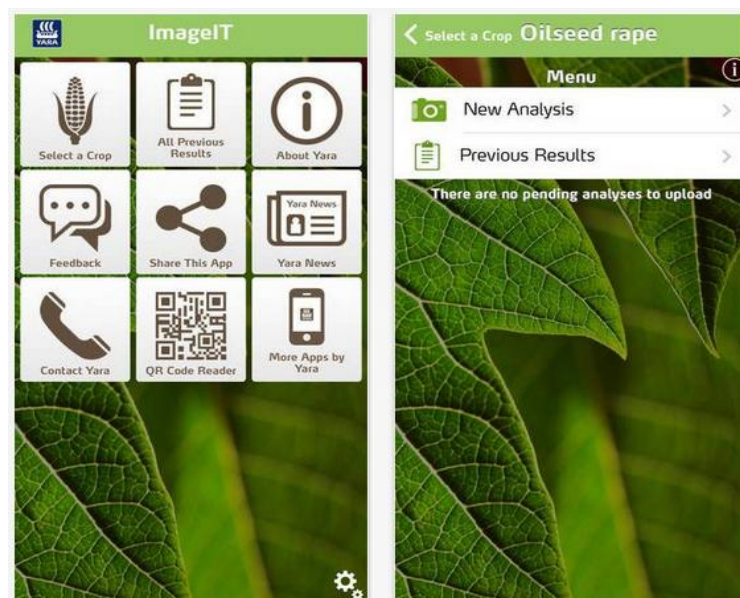 YARA
ImageIT
Select a Crop
All Previous
Results
About Yara
Feedback
Share This App
Yara News
Yara News
Contact Yara
QR Code Reader
More Apps by
Yara
Select a Crop Oilseed rape
Menu
New Analysis
Previous Results
There are no pending analyses to upload